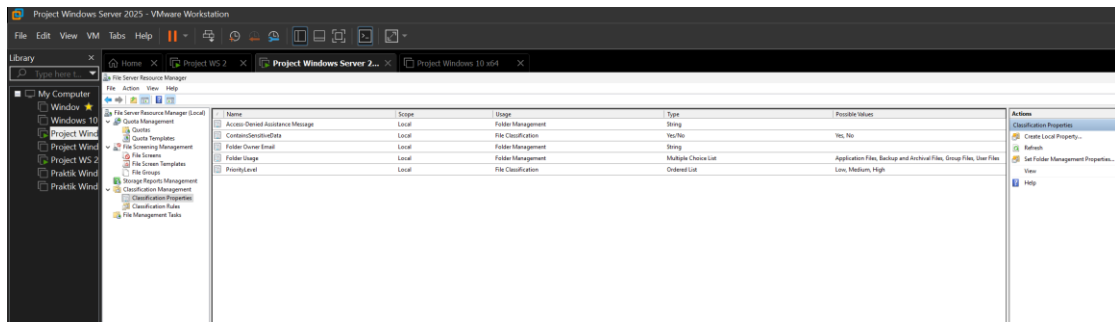 Project Windows Server 2025 - VMware Workstation
File Edit View VM Tabs Help
Library
Type here t...
My Computer
Window
Windows 10
Project Wind
Project Wind
Project WS 2
Praktik Wind
Praktik Wind
Home Project WS 2 Project Windows Server 2... Project Windows 10 x64
File Server Resource Manager
File Action View Help
File Server Resource Manager (Local)
Quota Management
Quotas
Quota Templates
File Screening Management
File Screens
File Screen Templates
File Groups
Storage Reports Management
Classification Management
Classification Properties
Classification Rules
File Management Tasks
Name Scope Usage Type Possible Values
Access-Denied Assistance Message Local Folder Management String
ContainsSensitiveData Local File Classification Yes/No Yes, No
Folder Owner Email Local Folder Management String
Folder Usage Local Folder Management Multiple Choice List Application Files, Backup and Archival Files, Group Files, User Files
PriorityLevel Local File Classification Ordered List Low, Medium, High
Actions
Classification Properties
Create Local Property...
Refresh
Set Folder Management Properties...
View
Help